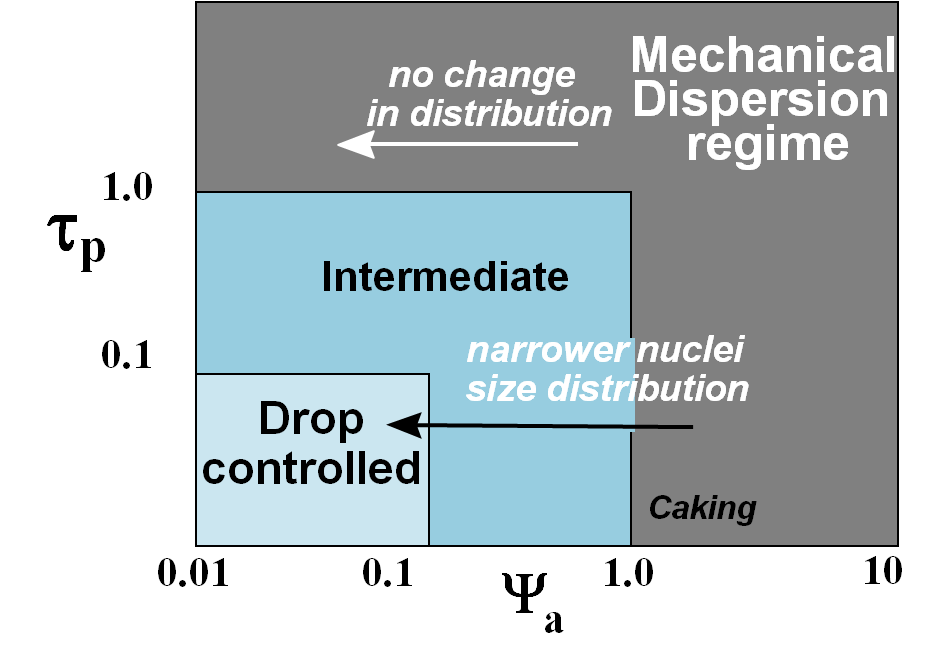 no change
in distribution
Mechanical
Dispersion
regime
1.0
τp
Intermediate
0.1
narrower nuclei
size distribution
Drop
controlled
Caking
0.01
0.1
1.0
10
Ψa